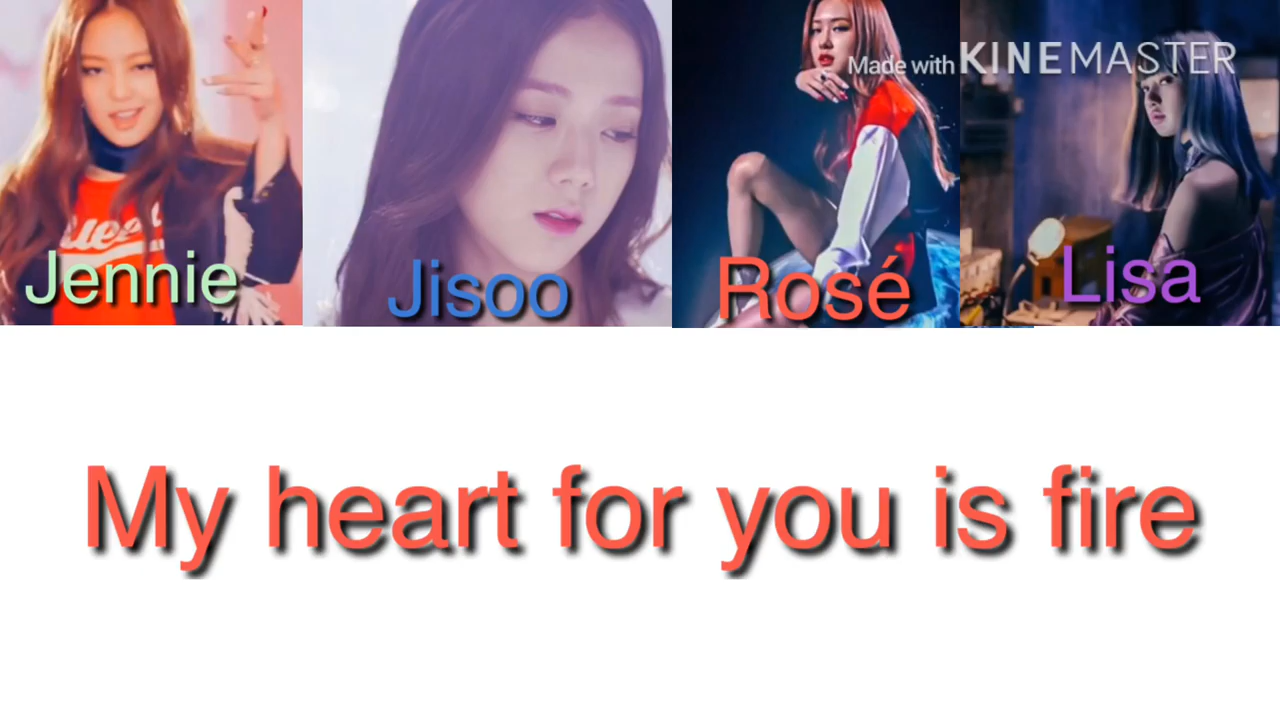 Made with KINEMASTER
Jennie
Jisoo
Rosé
Lisa
My heart for you is fire